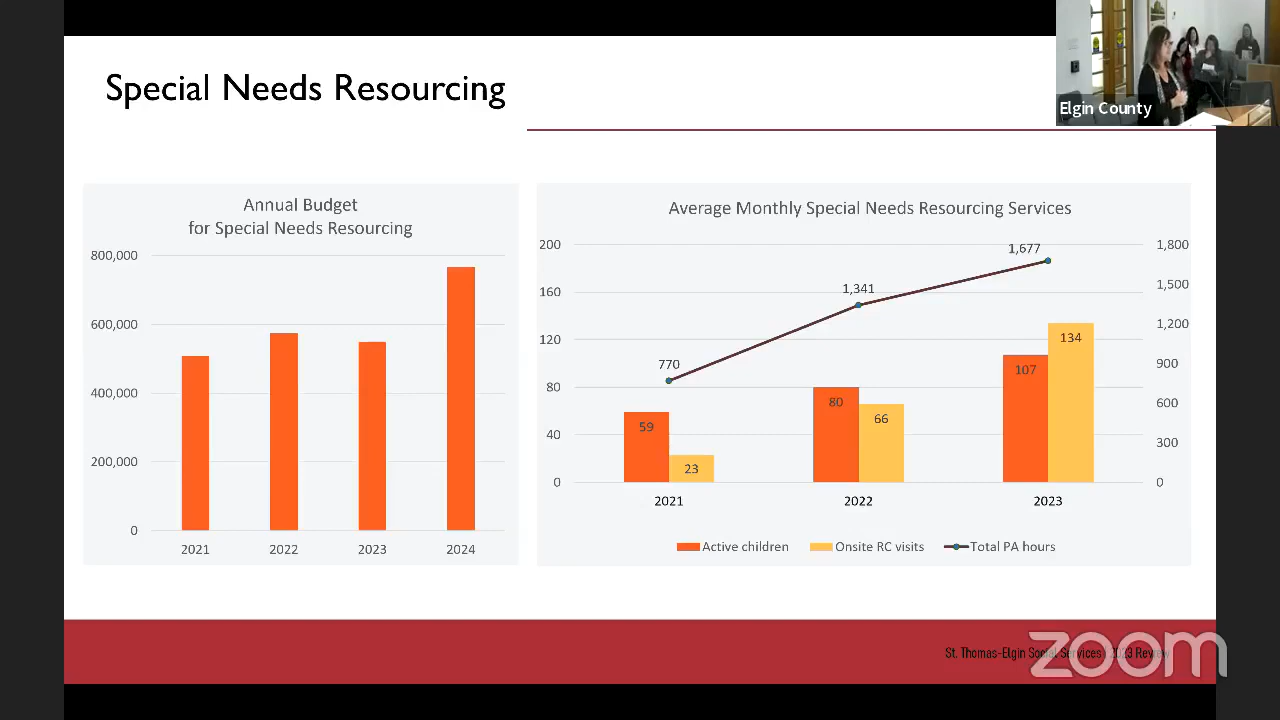 Special Needs Resourcing
Elgin County
Annual Budget
for Special Needs Resourcing
800,000
600,000
400,000
200,000
0
2021 2022 2023 2024
Average Monthly Special Needs Resourcing Services
200
160
120
80
40
0
1,800
1,500
1,200
900
600
300
0
770
1,341
1,677
59
23
80
66
107
134
2021 2022 2023
Active children Onsite RC visits Total PA hours
St. Thomas-Elgin Social Services 2023 Review
zoom